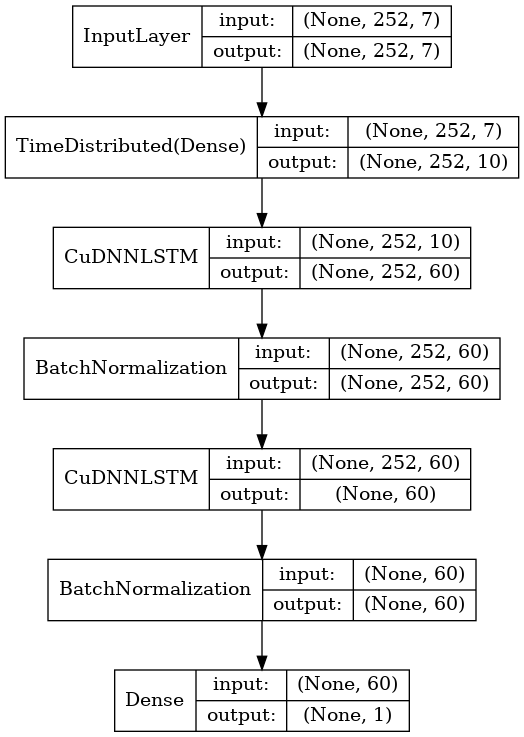 InputLayer
input: (None, 252, 7)
output: (None, 252, 7)
TimeDistributed(Dense)
input: (None, 252, 7)
output: (None, 252, 10)
CuDNNLSTM
input: (None, 252, 10)
output: (None, 252, 60)
BatchNormalization
input: (None, 252, 60)
output: (None, 252, 60)
CuDNNLSTM
input: (None, 252, 60)
output: (None, 60)
BatchNormalization
input: (None, 60)
output: (None, 60)
Dense
input: (None, 60)
output: (None, 1)